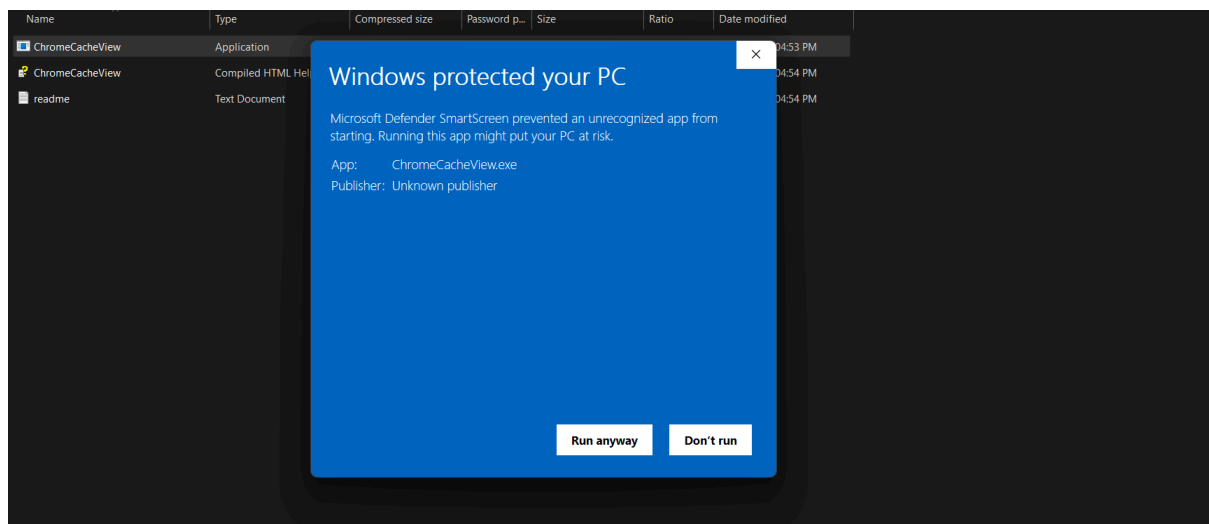 Name Type Compressed size Password p... Size Ratio Date modified
ChromeCacheView Application 04:53 PM
ChromeCacheView Compiled HTML Hel 04:54 PM
readme Text Document 04:54 PM
Windows protected your PC
Microsoft Defender SmartScreen prevented an unrecognized app from
starting. Running this app might put your PC at risk.
App: ChromeCacheView.exe
Publisher: Unknown publisher
Run anyway Don't run